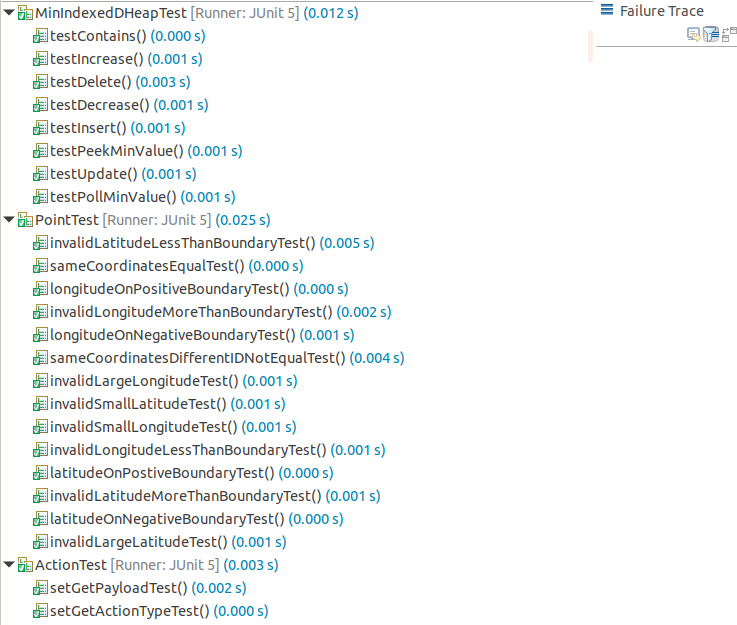 MinIndexedDHeapTest [Runner: JUnit 5] (0.012 s)
Failure Trace
testContains() (0.000 s)
testIncrease() (0.001 s)
testDelete() (0.003 s)
testDecrease() (0.001 s)
testInsert() (0.001 s)
testPeekMinValue() (0.001 s)
testUpdate() (0.001 s)
testPollMinValue() (0.001 s)
PointTest [Runner: JUnit 5] (0.025 s)
invalidLatitudeLessThanBoundaryTest() (0.005 s)
sameCoordinatesEqualTest() (0.000 s)
longitudeOnPositiveBoundaryTest() (0.000 s)
invalidLongitudeMoreThanBoundaryTest() (0.002 s)
longitudeOnNegativeBoundaryTest() (0.001 s)
sameCoordinatesDifferentIDNotEqualTest() (0.004 s)
invalidLargeLongitudeTest() (0.001 s)
invalidSmallLatitudeTest() (0.001 s)
invalidSmallLongitudeTest() (0.001 s)
invalidLongitudeLessThanBoundaryTest() (0.001 s)
latitudeOnPostiveBoundaryTest() (0.000 s)
invalidLatitudeMoreThanBoundaryTest() (0.001 s)
latitudeOnNegativeBoundaryTest() (0.000 s)
invalidLargeLatitudeTest() (0.001 s)
ActionTest [Runner: JUnit 5] (0.003 s)
setGetPayloadTest() (0.002 s)
setGetActionTypeTest() (0.000 s)